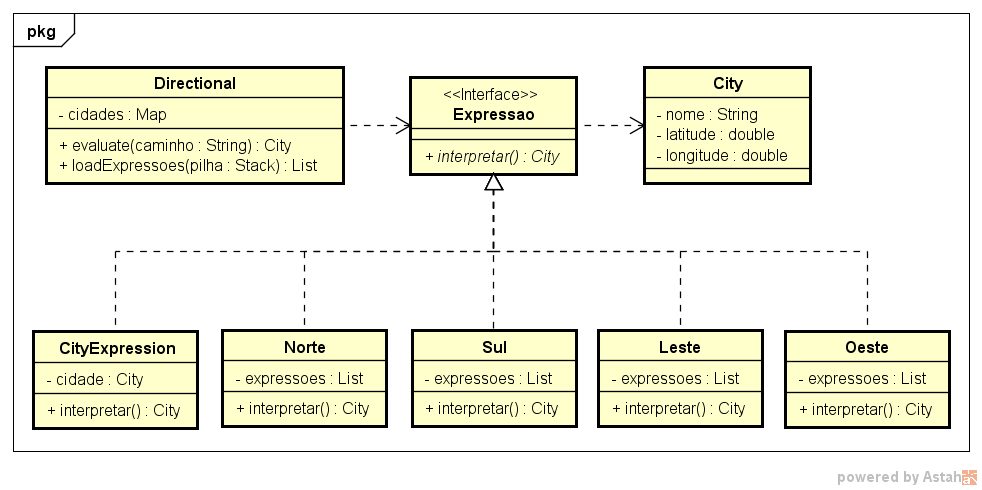 pkg
Directional
- cidades : Map
+ evaluate(caminho : String) : City
+ loadExpressoes(pilha : Stack) : List
<<Interface>>
Expressao
+ interpretar() : City
City
- nome : String
- latitude : double
- longitude : double
CityExpression
- cidade : City
+ interpretar() : City
Norte
- expressoes : List
+ interpretar() : City
Sul
- expressoes : List
+ interpretar() : City
Leste
- expressoes : List
+ interpretar() : City
Oeste
- expressoes : List
+ interpretar() : City
powered by Astah